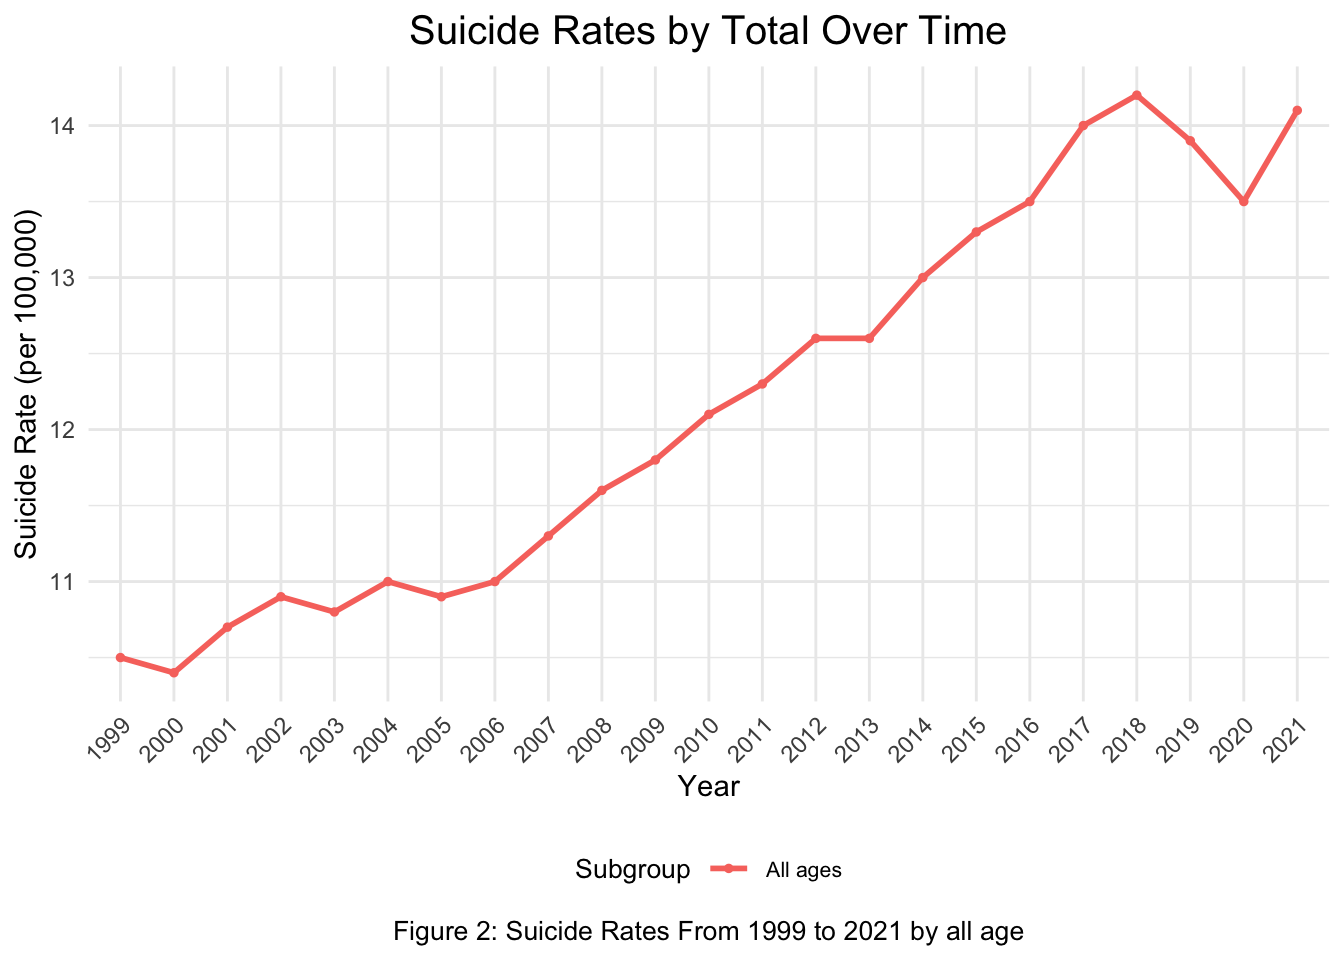 Suicide Rates by Total Over Time
Suicide Rate (per 100,000)
14
13
12
11
1999 2000 2001 2002 2003 2004 2005 2006 2007 2008 2009 2010 2011 2012 2013 2014 2015 2016 2017 2018 2019 2020 2021
Year
Subgroup All ages
Figure 2: Suicide Rates From 1999 to 2021 by all age